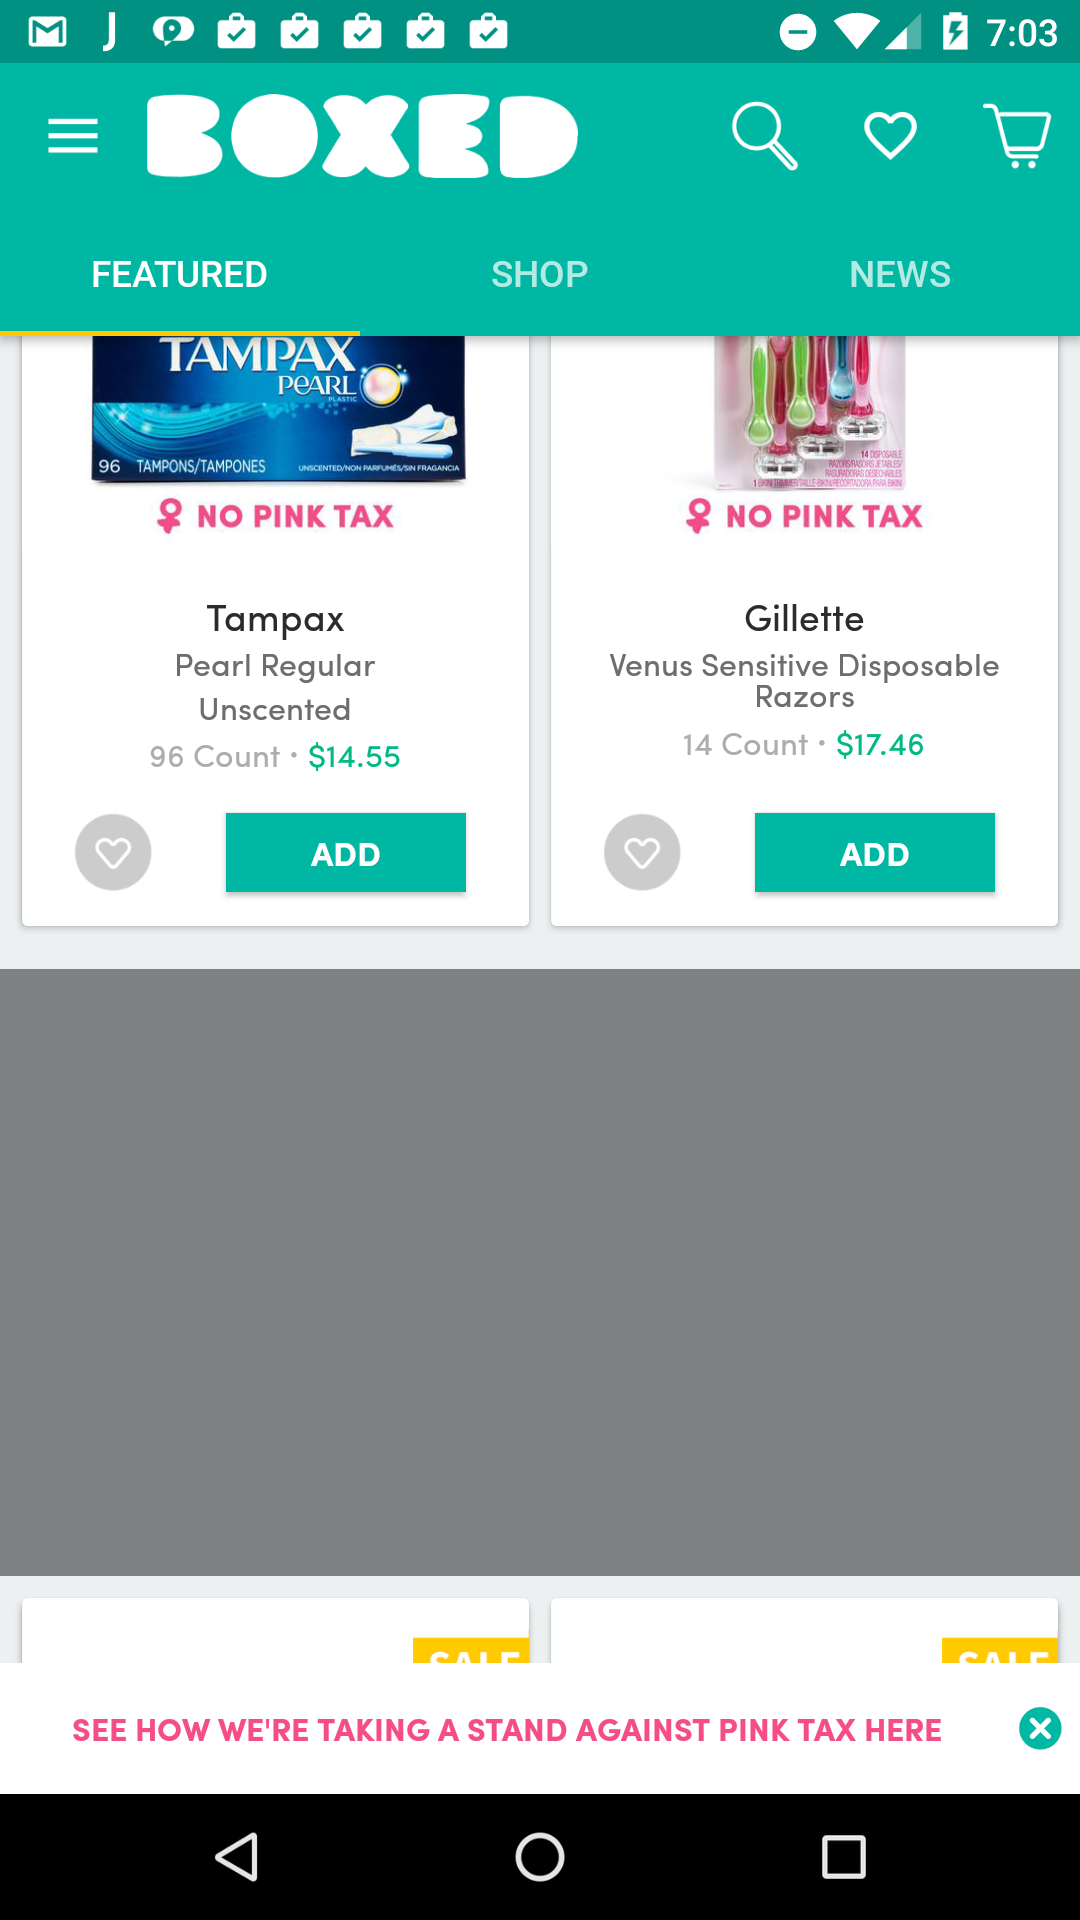 7:03
BOXED
FEATURED
SHOP
NEWS
TAMPAX
PEARL
PLASTIC
96 TAMPONS/TAMPONES
UNSCENTED/NON PARFUMÉS/SIN FRAGANCIA
14 DISPOSABLE
RAZORS/RASOIRS JETABLES/
RASURADORAS DESECHABLES
1 BIKINI TRIMMER/TAILLE-BIKINI/RECORTADORA PARA BIKINI
NO PINK TAX
NO PINK TAX
Tampax
Pearl Regular
Unscented
96 Count • $14.55
Gillette
Venus Sensitive Disposable
Razors
14 Count • $17.46
ADD
ADD
SALE
SALE
SEE HOW WE'RE TAKING A STAND AGAINST PINK TAX HERE